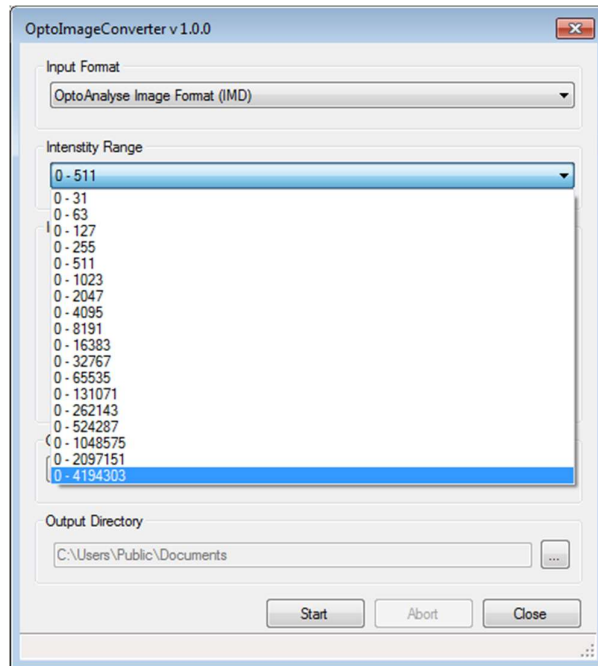 OptoImageConverter v 1.0.0
Input Format
OptoAnalyse Image Format (IMD)
Intenstity Range
0 - 511
0 - 31
0 - 63
0 - 127
0 - 255
0 - 511
0 - 1023
0 - 2047
0 - 4095
0 - 8191
0 - 16383
0 - 32767
0 - 65535
0 - 131071
0 - 262143
0 - 524287
0 - 1048575
0 - 2097151
0 - 4194303
Output Directory
C:\Users\Public\Documents
...
Start Abort Close